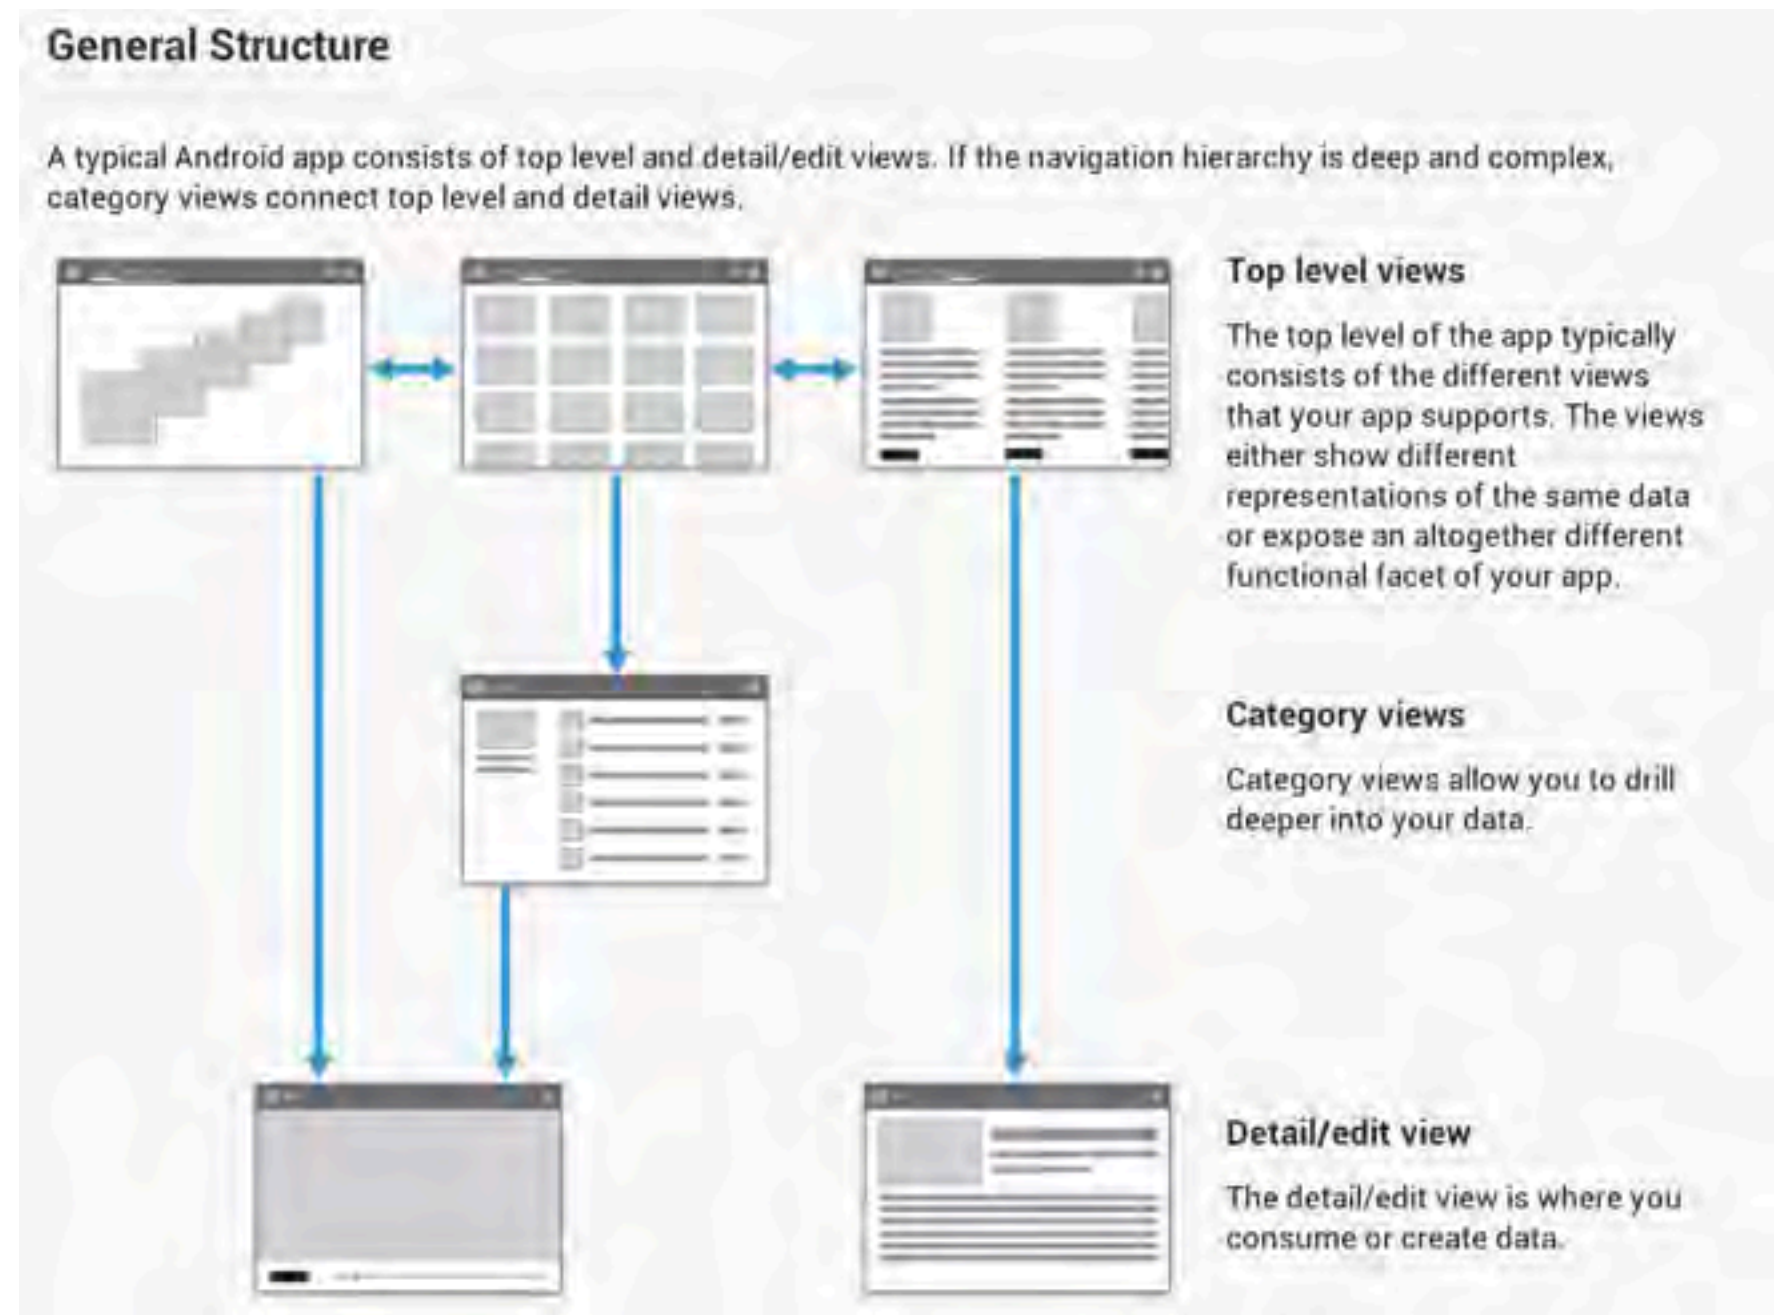 General Structure
A typical Android app consists of top level and detail/edit views. If the navigation hierarchy is deep and complex,
category views connect top level and detail views.
Top level views
The top level of the app typically
consists of the different views
that your app supports. The views
either show different
representations of the same data
or expose an altogether different
functional facet of your app.
Category views
Category views allow you to drill
deeper into your data.
Detail/edit view
The detail/edit view is where you
consume or create data.